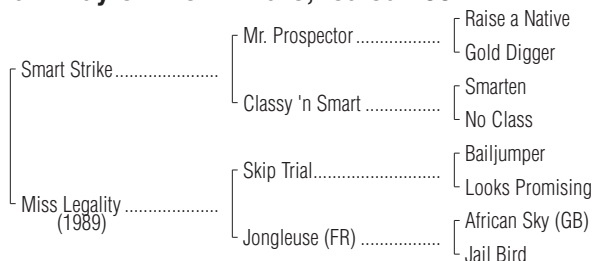 Raise a Native
Mr. Prospector
Gold Digger
Smart Strike
Smarten
Classy 'n Smart
No Class
Bailjumper
Skip Trial
Looks Promising
Miss Legality
(1989)
African Sky (GB)
Jongleuse (FR)
Jail Bird